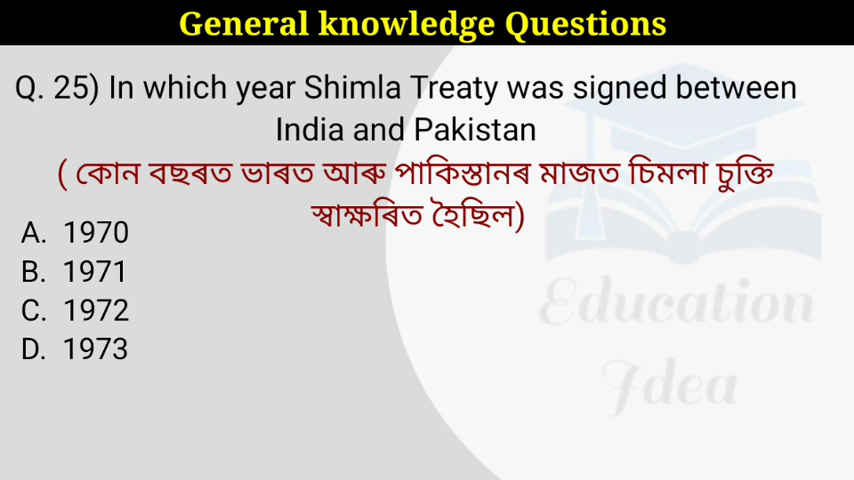 General knowledge Questions
Q. 25) In which year Shimla Treaty was signed between
India and Pakistan
( কোন বছৰত ভাৰত আৰু পাকিস্তানৰ মাজত চিমলা চুক্তি
স্বাক্ষৰিত হৈছিল)
A. 1970
B. 1971
C. 1972
D. 1973
Education
Idea